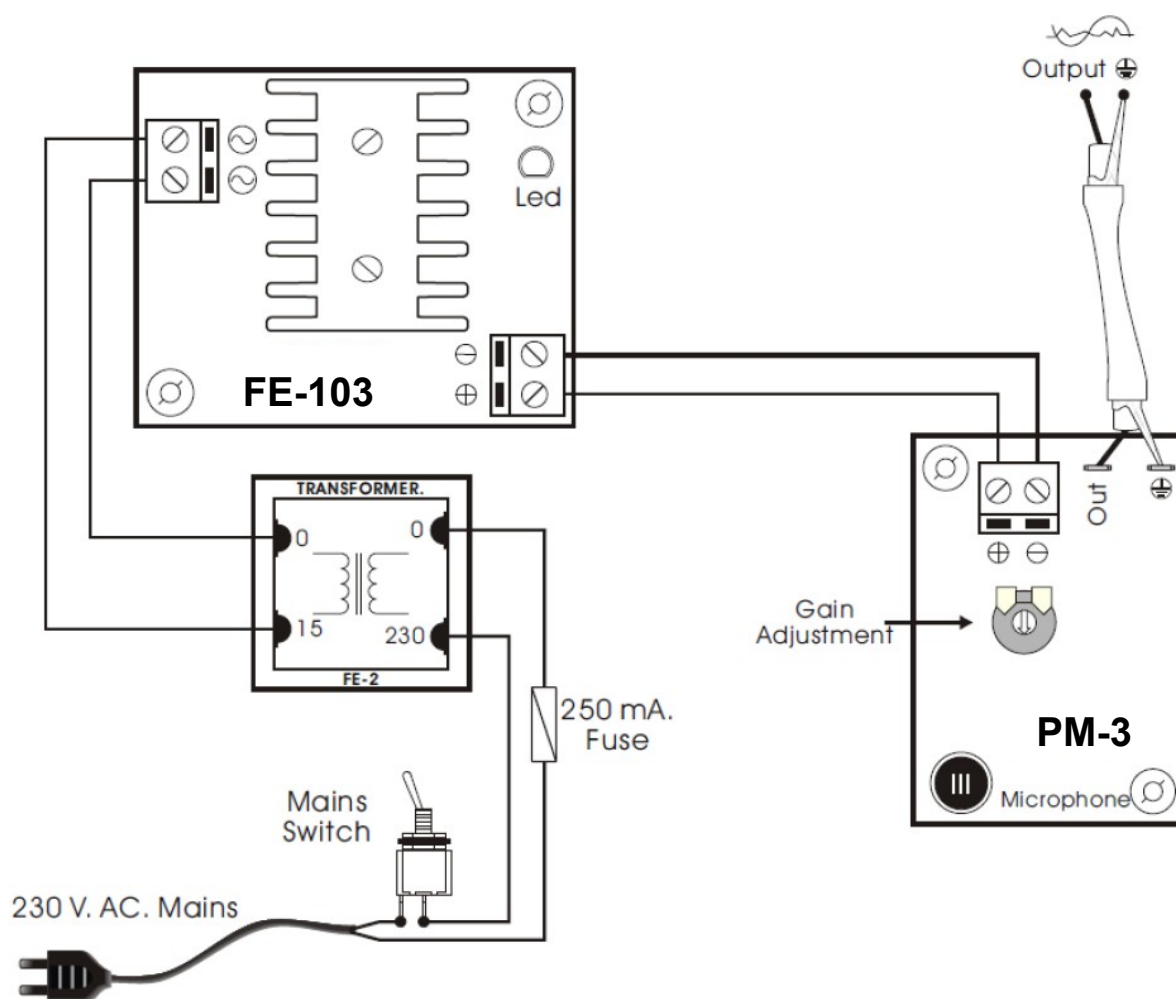 Output
Led
FE-103
TRANSFORMER.
0
0
15
230
FE-2
Out
Gain
Adjustment
250 mA.
Fuse
PM-3
Mains
Switch
Microphone
230 V. AC. Mains